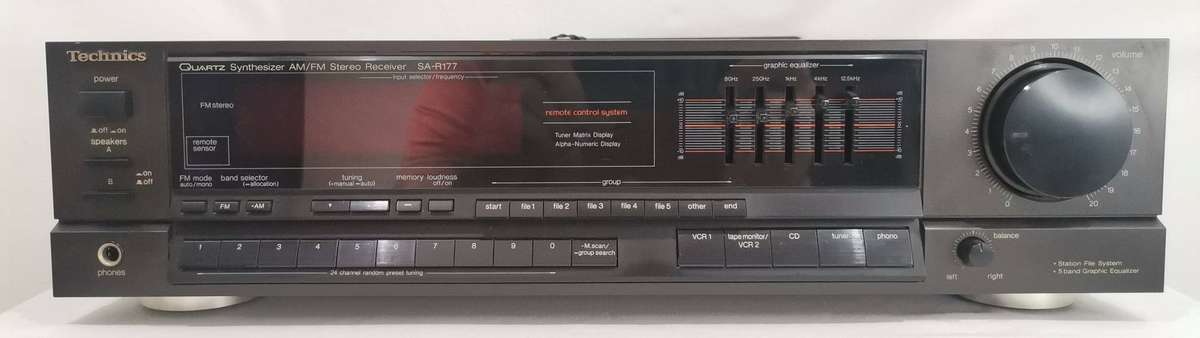 Technics
power
off on
speakers
A
B
on
off
phones
QUARTZ Synthesizer AM/FM Stereo Receiver SA-R177
input selector/frequency
FM stereo
remote
sensor
remote control system
Tuner Matrix Display
Alpha-Numeric Display
graphic equalizer
80Hz 250Hz 1kHz 4kHz 12.5kHz
FM mode
auto/mono
band selector
(↔allocation)
FM AM
tuning
(manual auto)
memory loudness
off/on
group
start file 1 file 2 file 3 file 4 file 5 other end
1 2 3 4 5 6 7 8 9 0 M.scan/
group search
24 channel random preset tuning
VCR 1 tape monitor/
VCR 2 CD tuner phono
volume
0 1 2 3 4 5 6 7 8 9 10 11 12 13 14 15 16 17 18 19 20
balance
left right
• Station File System
• 5 band Graphic Equalizer